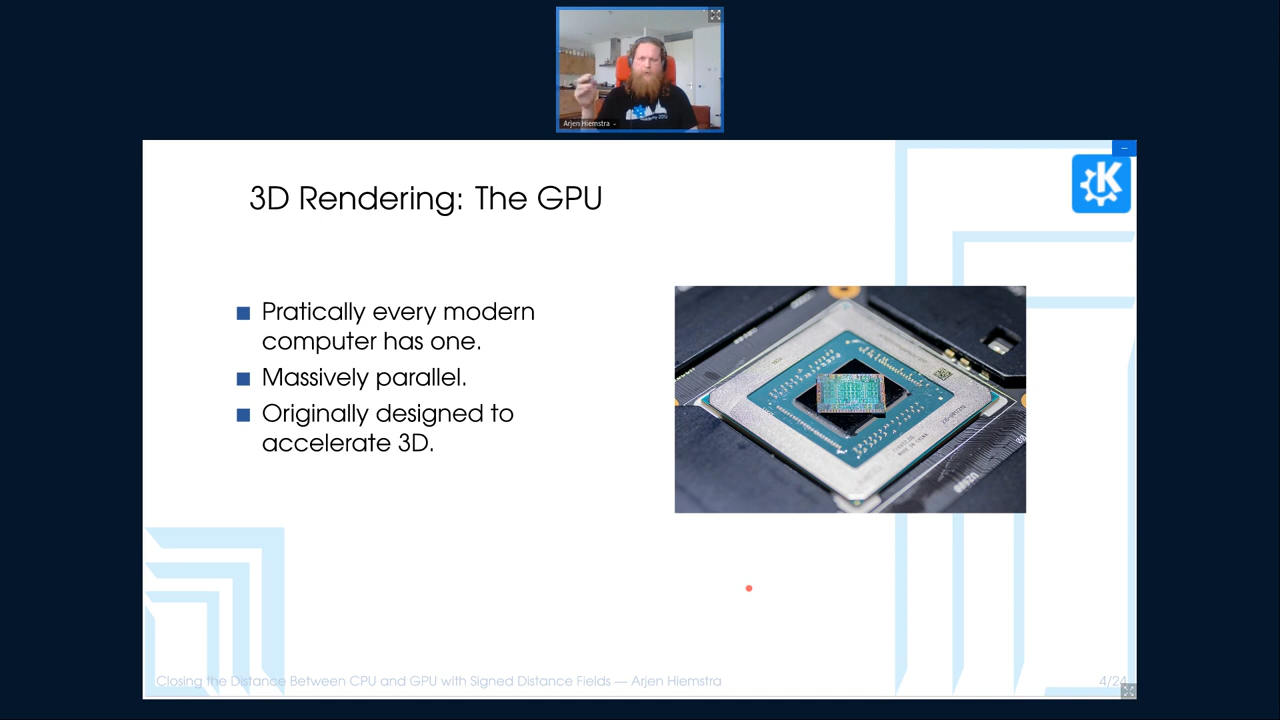 Arjen Hiemstra
3D Rendering: The GPU
Pratically every modern
computer has one.
Massively parallel.
Originally designed to
accelerate 3D.
Closing the Distance Between CPU and GPU with Signed Distance Fields — Arjen Hiemstra
4/24